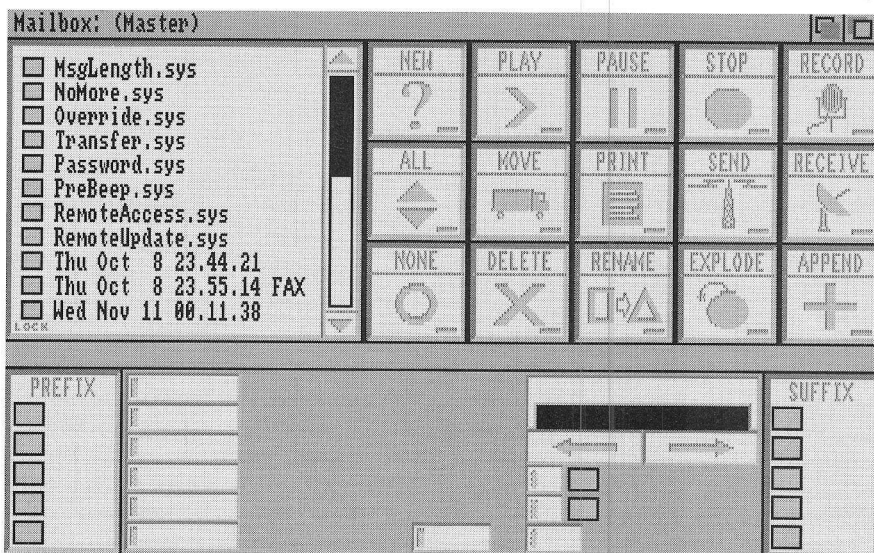 Mailbox: (Master)
MsgLength.sys
NoMore.sys
Override.sys
Transfer.sys
Password.sys
PreBeep.sys
RemoteAccess.sys
RemoteUpdate.sys
Thu Oct  8 23.44.21
Thu Oct  8 23.55.14 FAX
Wed Nov 11 00.11.38
LOCK
NEW
PLAY
PAUSE
STOP
RECORD
ALL
MOVE
PRINT
SEND
RECEIVE
NONE
DELETE
RENAME
EXPLODE
APPEND
PREFIX
SUFFIX